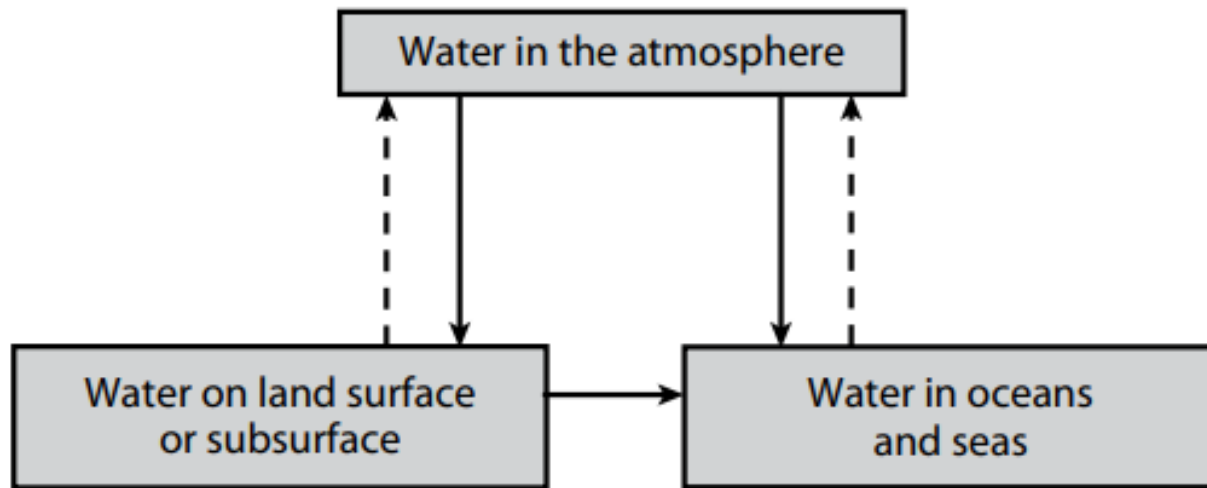 Water in the atmosphere
Water on land surface
or subsurface
Water in oceans
and seas